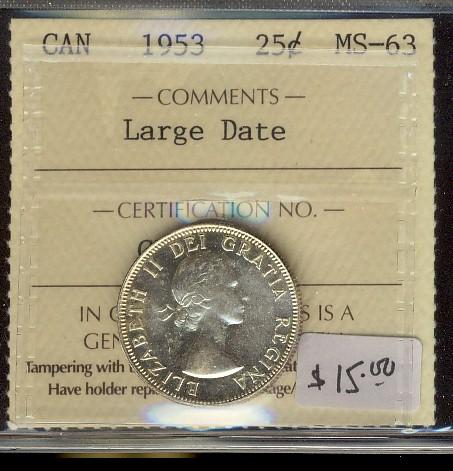 CAN 1953 25¢ MS-63
— COMMENTS —
Large Date
— CERTIFICATION NO. —
ELIZABETH II DEI GRATIA REGINA
IN
S IS A
GEN
Tampering with
Have holder
$15.00